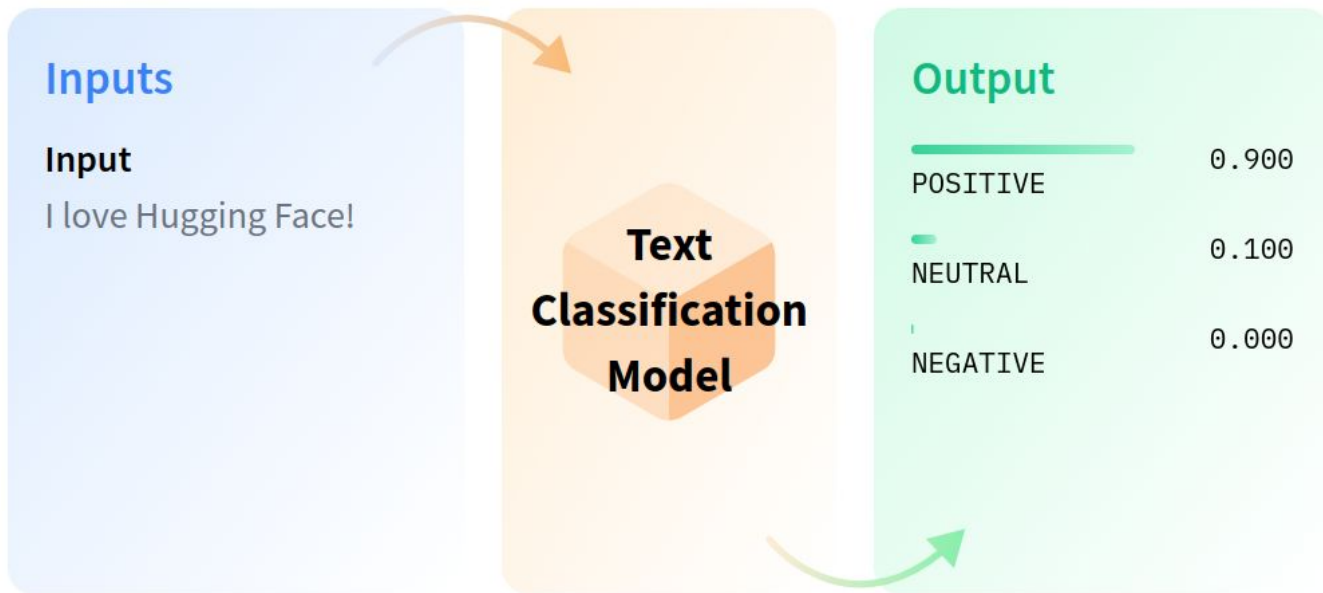 Inputs
Input
I love Hugging Face!
Text
Classification
Model
Output
POSITIVE 0.900
NEUTRAL 0.100
NEGATIVE 0.000